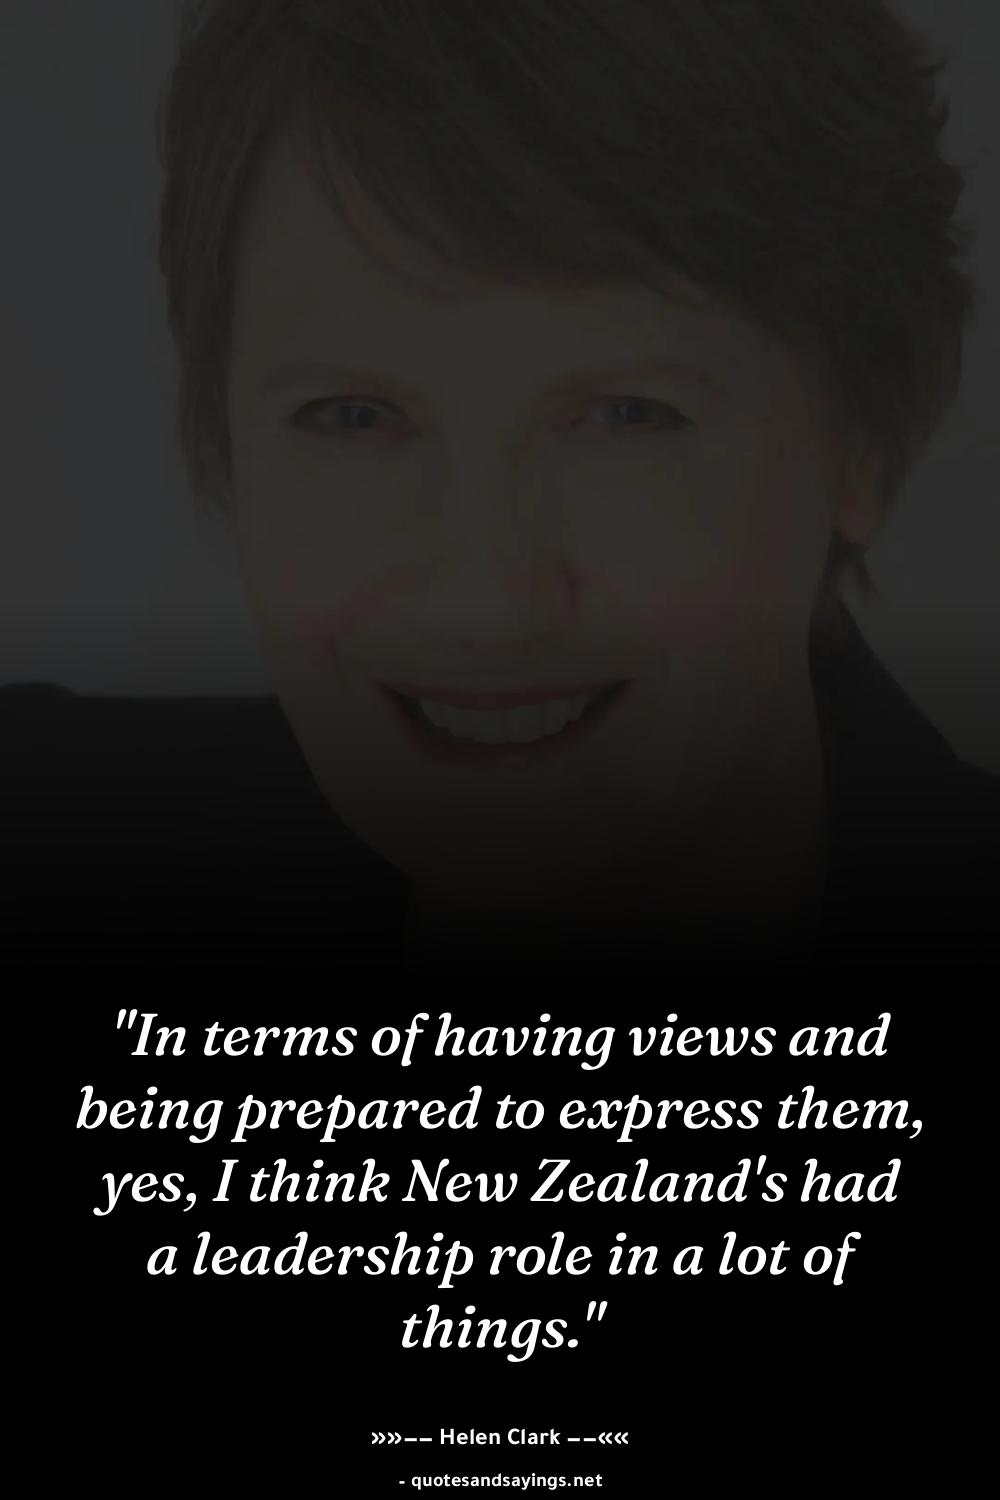 "In terms of having views and
being prepared to express them,
yes, I think New Zealand's had
a leadership role in a lot of
things."
»»−− Helen Clark −−««
- quotesandsayings.net